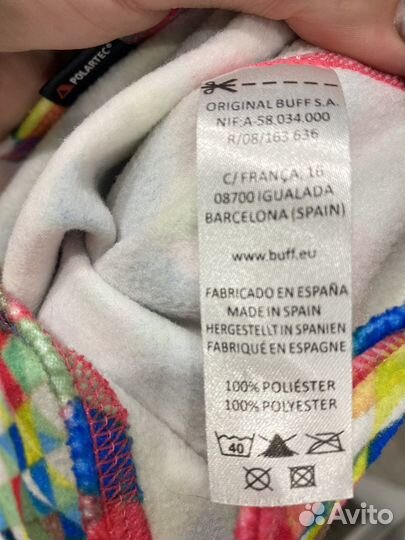 POLARTEC®
ORIGINAL BUFF S.A.
NIF:A-58.034.000
R/08/163 636
C/ FRANÇA, 16
08700 IGUALADA
BARCELONA (SPAIN)
www.buff.eu
FABRICADO EN ESPAÑA
MADE IN SPAIN
HERGESTELLT IN SPANIEN
FABRIQUÉ EN ESPAGNE
100% POLIÉSTER
100% POLYESTER
40
Avito